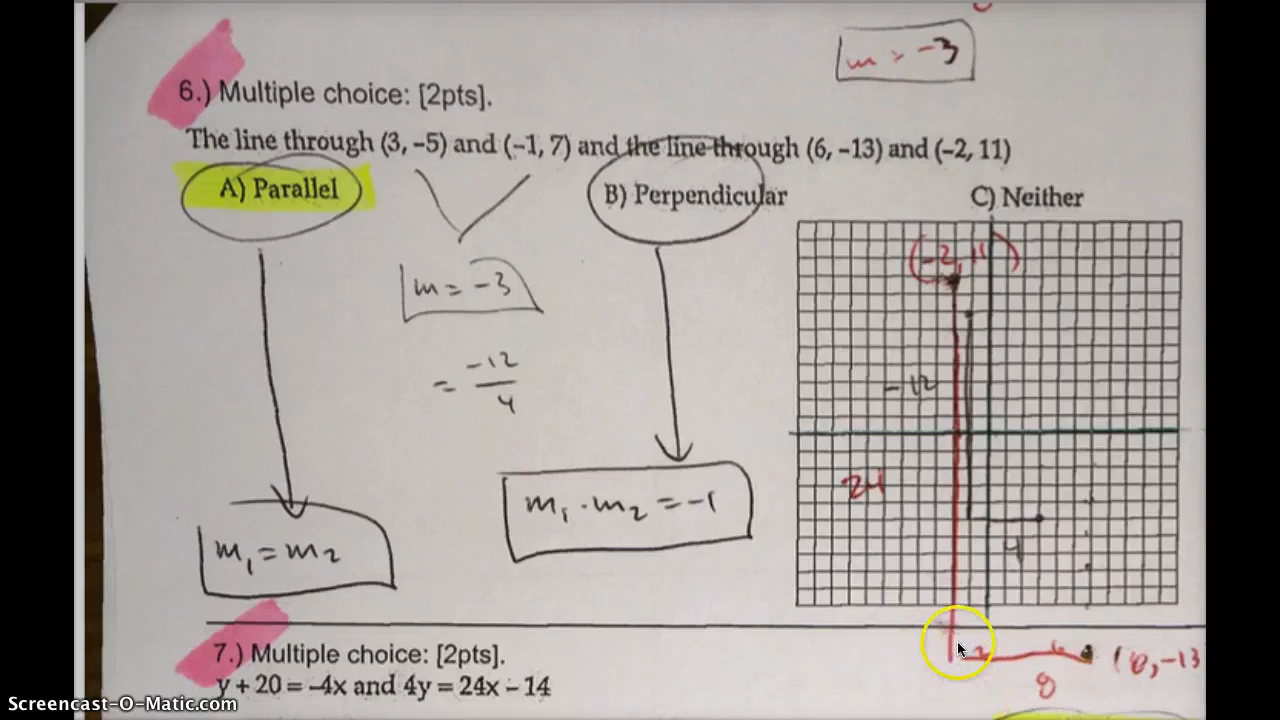 m = -3
6.) Multiple choice: [2pts].
The line through (3, −5) and (−1, 7) and the line through (6, −13) and (−2, 11)
A) Parallel
B) Perpendicular
C) Neither
(-2, 11)
m = -3
= -12/4
-12
24
4
m₁ · m₂ = -1
m₁ = m₂
7.) Multiple choice: [2pts].
y + 20 = −4x and 4y = 24x − 14
2
6
8
(6, -13
Screencast-O-Matic.com